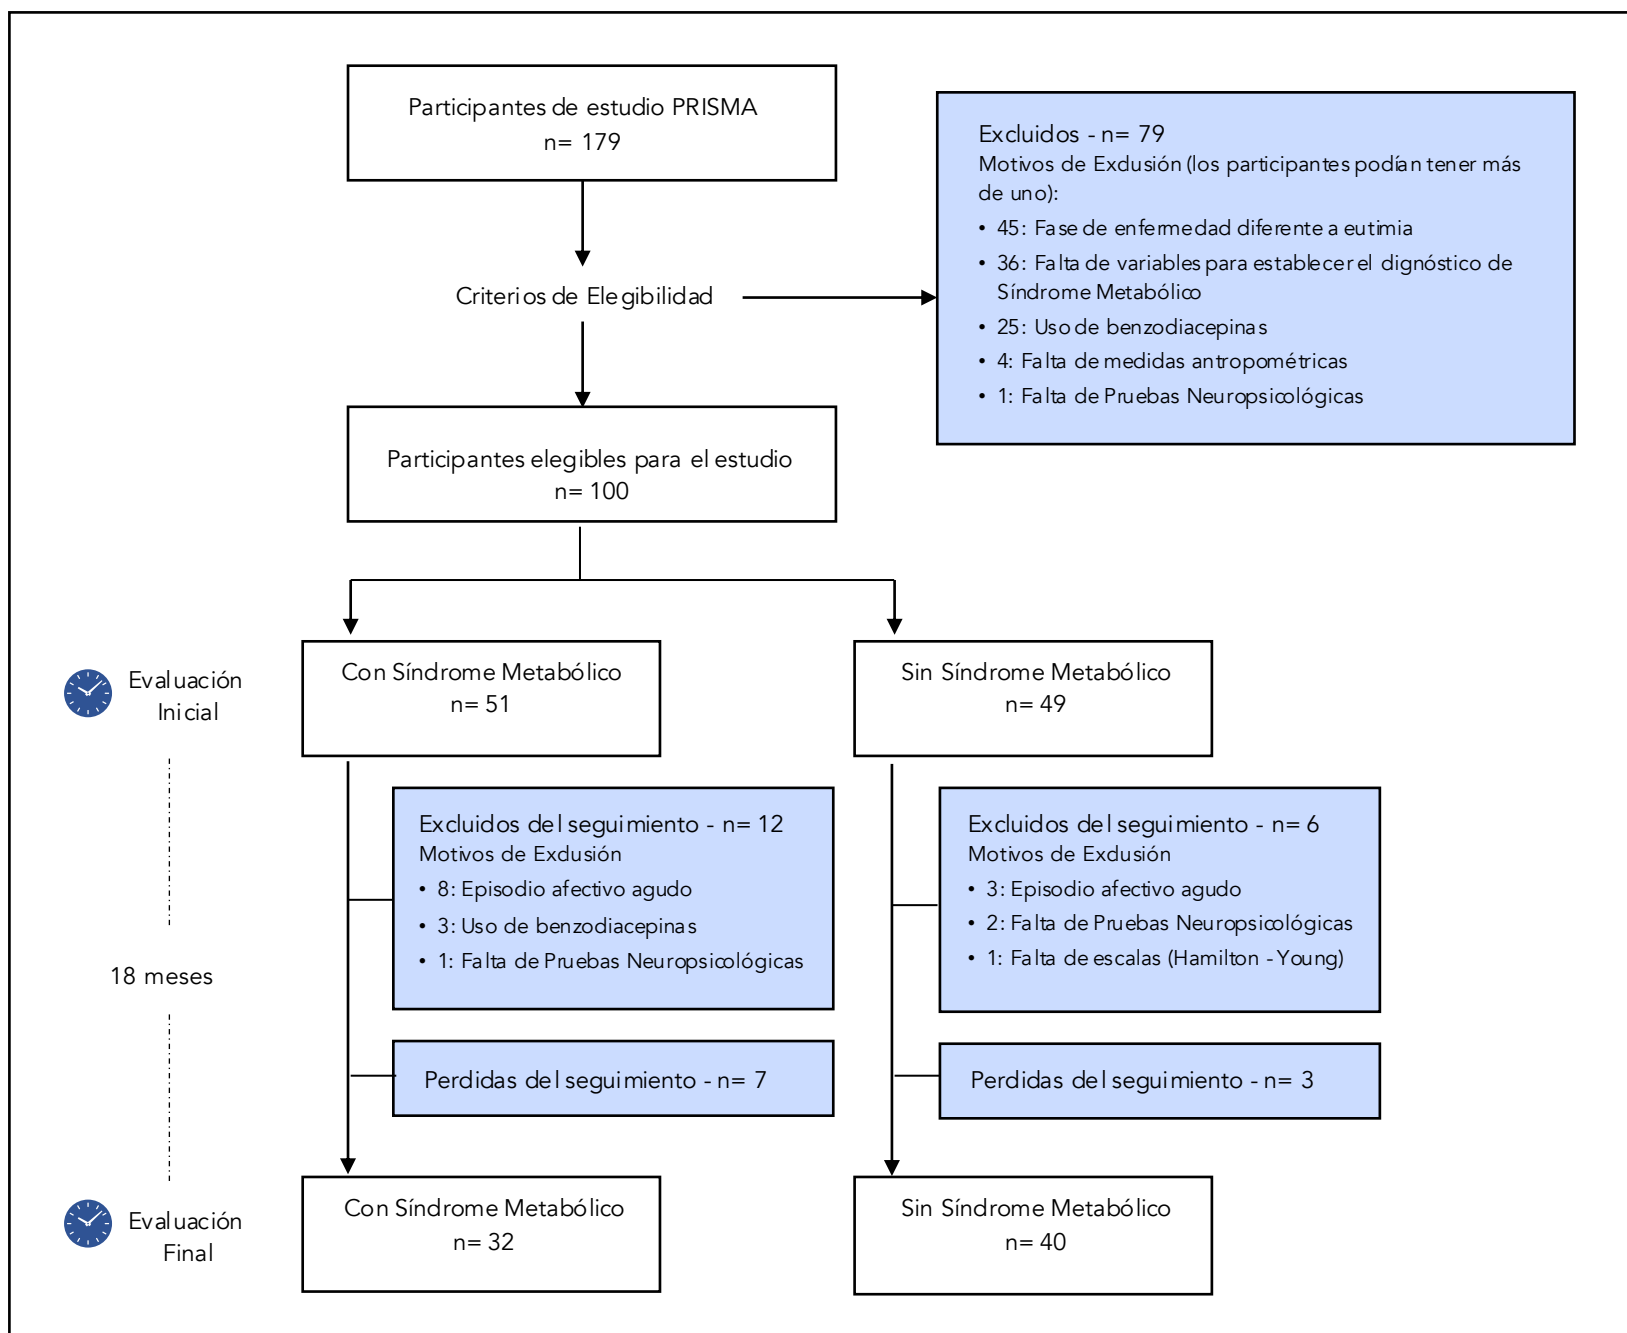 Participantes de estudio PRISMA
n= 179
Excluidos - n= 79
Motivos de Exclusión (los participantes podían tener más
de uno):
• 45: Fase de enfermedad diferente a eutimia
• 36: Falta de variables para establecer el dignóstico de
Síndrome Metabólico
• 25: Uso de benzodiacepinas
• 4: Falta de medidas antropométricas
• 1: Falta de Pruebas Neuropsicológicas
Criterios de Elegibilidad
Participantes elegibles para el estudio
n= 100
Evaluación
Inicial
Con Síndrome Metabólico
n= 51
Sin Síndrome Metabólico
n= 49
Excluidos del seguimiento - n= 12
Motivos de Exclusión
• 8: Episodio afectivo agudo
• 3: Uso de benzodiacepinas
• 1: Falta de Pruebas Neuropsicológicas
Excluidos del seguimiento - n= 6
Motivos de Exclusión
• 3: Episodio afectivo agudo
• 2: Falta de Pruebas Neuropsicológicas
• 1: Falta de escalas (Hamilton - Young)
18 meses
Perdidas del seguimiento - n= 7
Perdidas del seguimiento - n= 3
Evaluación
Final
Con Síndrome Metabólico
n= 32
Sin Síndrome Metabólico
n= 40